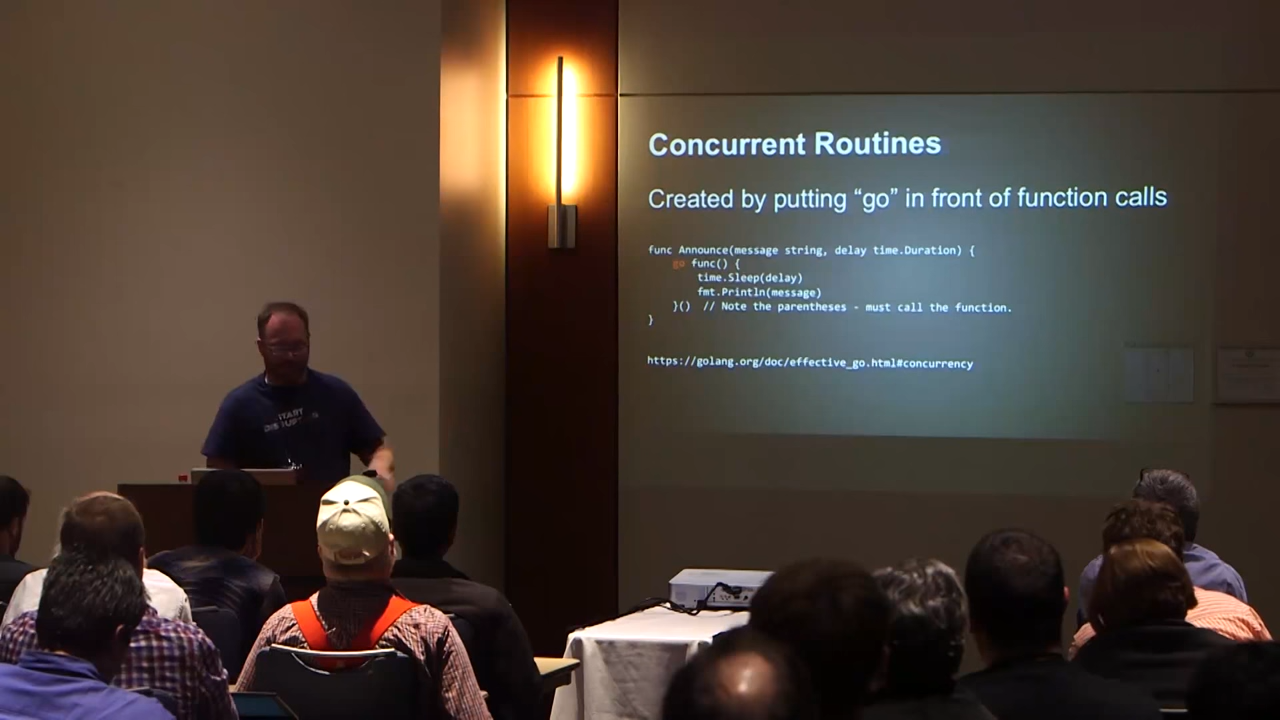 Concurrent Routines
Created by putting “go” in front of function calls
func Announce(message string, delay time.Duration) {
    go func() {
        time.Sleep(delay)
        fmt.Println(message)
    }()  // Note the parentheses - must call the function.
}
https://golang.org/doc/effective_go.html#concurrency
START